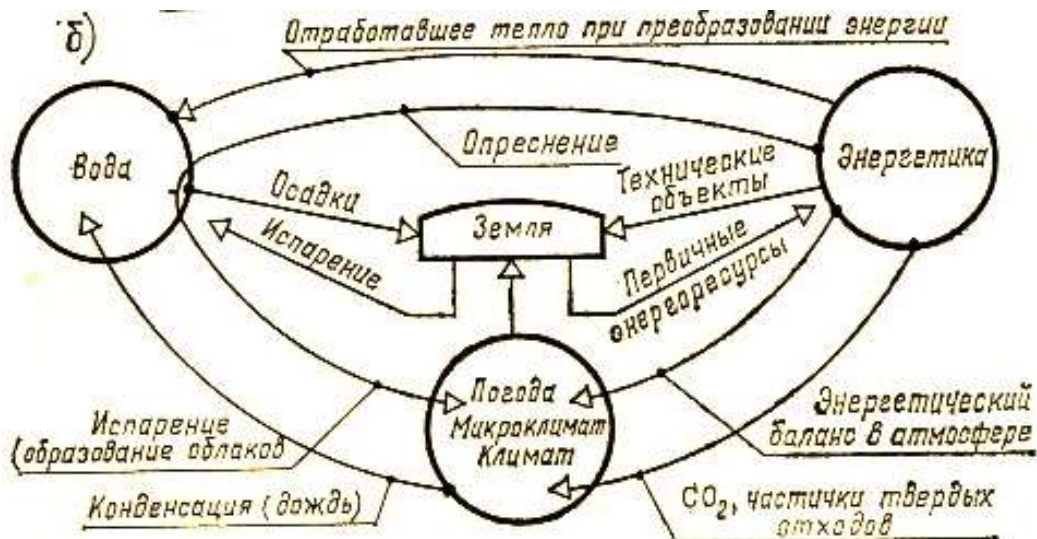 б)
Отработавшее тепло при преобразовании энергии
Вода
Опреснение
Энергетика
Осадки
Испарение
Земля
Технические
объекты
Первичные
энергоресурсы
Погода
Микроклимат
Климат
Испарение
(образование облаков
Энергетический
баланс в атмосфере
Конденсация (дождь)
CO₂, частички твердых
отходов